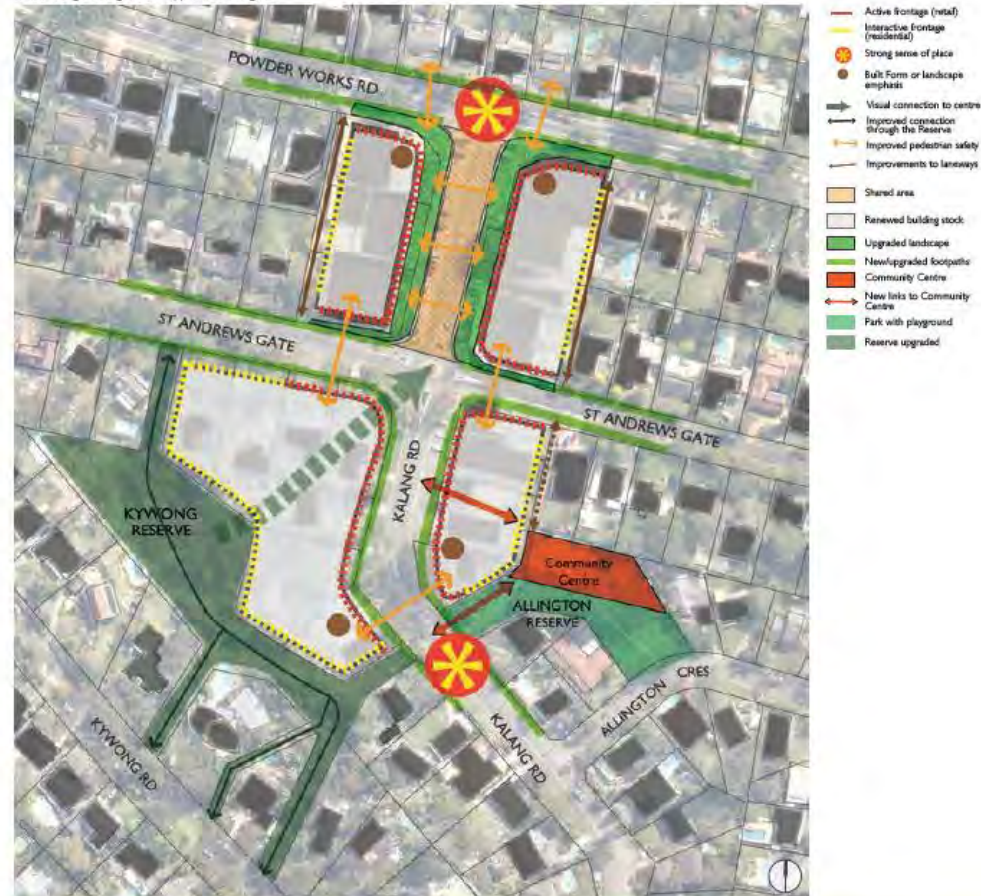 POWDER WORKS RD
ST ANDREWS GATE
ST ANDREWS GATE
KALANG RD
KYWONG
RESERVE
Community
Centre
ALLINGTON
RESERVE
ALLINGTON CRES
KYWONG RD
KALANG RD
Active frontage (retail)
Interactive frontage
(residential)
Strong sense of place
Built Form or landscape
emphasis
Visual connection to centre
Improved connection
through the Reserve
Improved pedestrian safety
Improvements to laneways
Shared area
Renewed building stock
Upgraded landscape
New/upgraded footpaths
Community Centre
New links to Community
Centre
Park with playground
Reserve upgraded